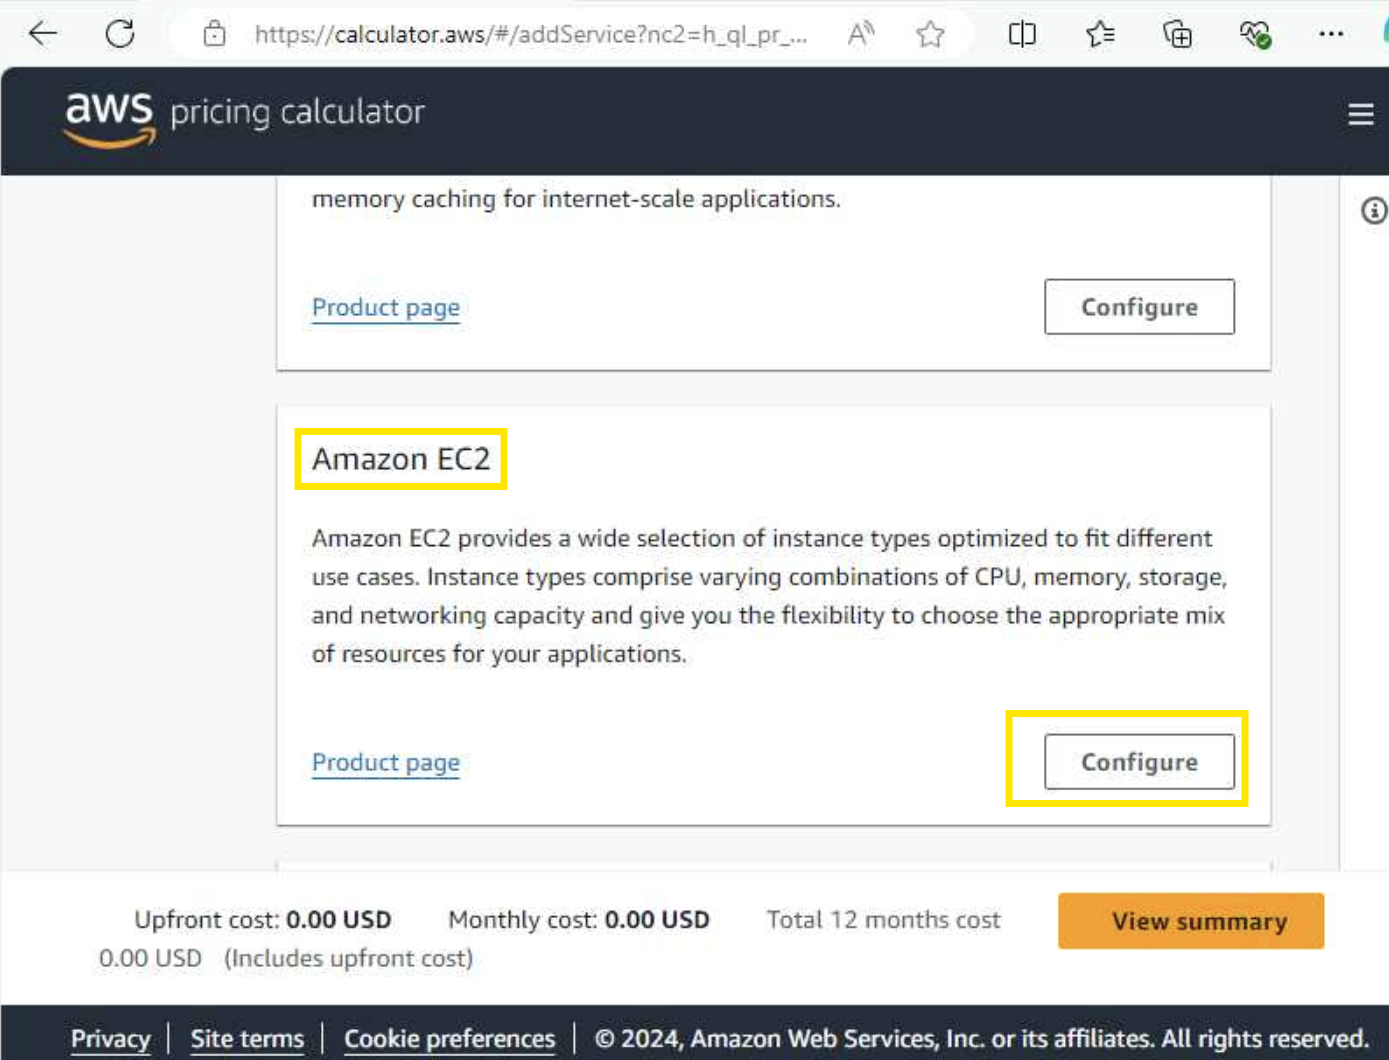 https://calculator.aws/#/addService?nc2=h_ql_pr_...
aws pricing calculator
memory caching for internet-scale applications.
Product page
Configure
Amazon EC2
Amazon EC2 provides a wide selection of instance types optimized to fit different
use cases. Instance types comprise varying combinations of CPU, memory, storage,
and networking capacity and give you the flexibility to choose the appropriate mix
of resources for your applications.
Product page
Configure
Upfront cost: 0.00 USD Monthly cost: 0.00 USD Total 12 months cost
0.00 USD (Includes upfront cost)
View summary
Privacy | Site terms | Cookie preferences | © 2024, Amazon Web Services, Inc. or its affiliates. All rights reserved.